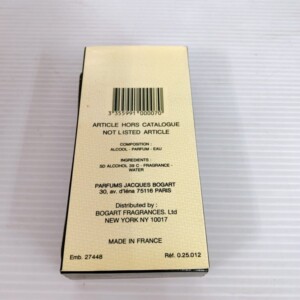 3 355991 000070
ARTICLE HORS CATALOGUE
NOT LISTED ARTICLE
COMPOSITION :
ALCOOL - PARFUM - EAU
INGREDIENTS :
SD ALCOHOL 39 C - FRAGRANCE -
WATER
PARFUMS JACQUES BOGART
30, av. d'Iéna 75116 PARIS
Distributed by :
BOGART FRAGRANCES. Ltd
NEW YORK NY 10017
MADE IN FRANCE
Emb. 27448 Réf. 0.25.012